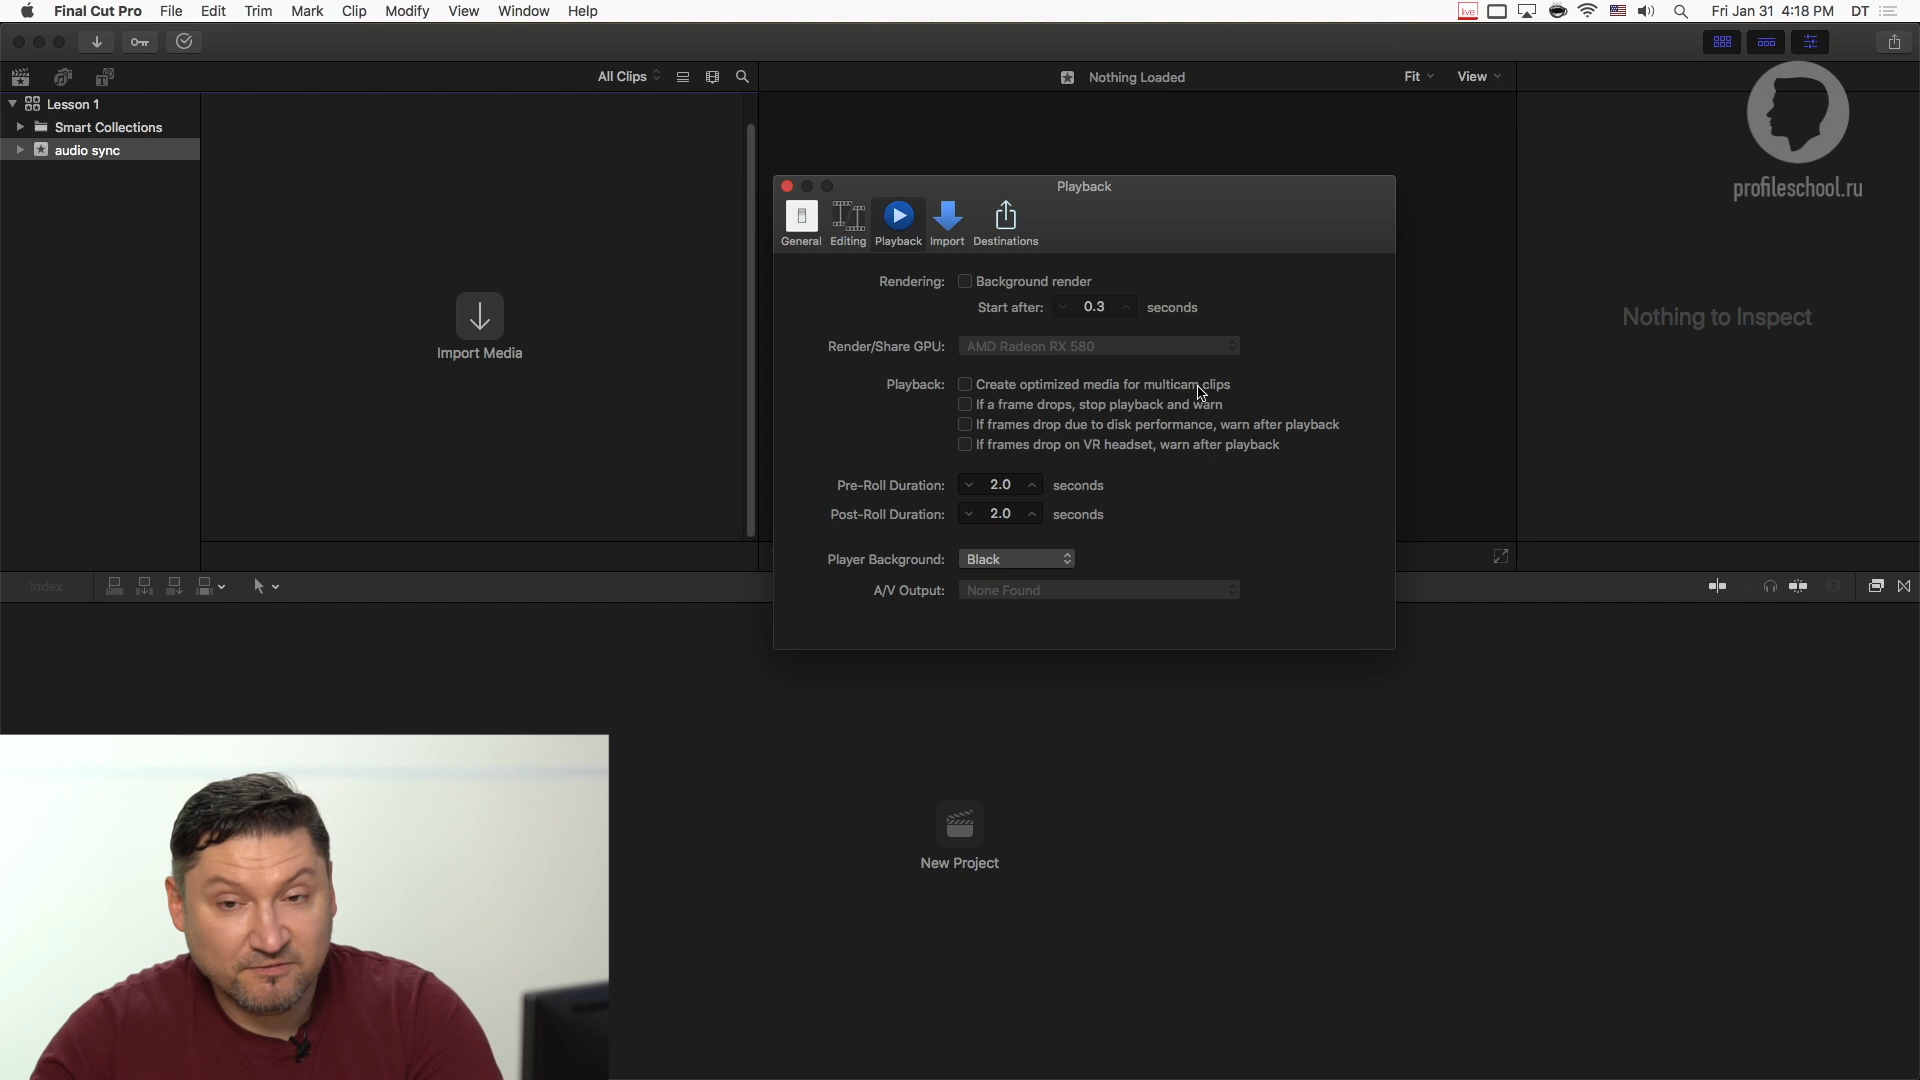 Final Cut Pro File Edit Trim Mark Clip Modify View Window Help
live Fri Jan 31 4:18 PM DT
All Clips
Nothing Loaded
Fit View
Lesson 1
Smart Collections
audio sync
Import Media
profileschool.ru
Nothing to Inspect
Playback
General Editing Playback Import Destinations
Rendering: Background render
Start after: 0.3 seconds
Render/Share GPU: AMD Radeon RX 580
Playback: Create optimized media for multicam clips
If a frame drops, stop playback and warn
If frames drop due to disk performance, warn after playback
If frames drop on VR headset, warn after playback
Pre-Roll Duration: 2.0 seconds
Post-Roll Duration: 2.0 seconds
Player Background: Black
A/V Output: None Found
Index
New Project